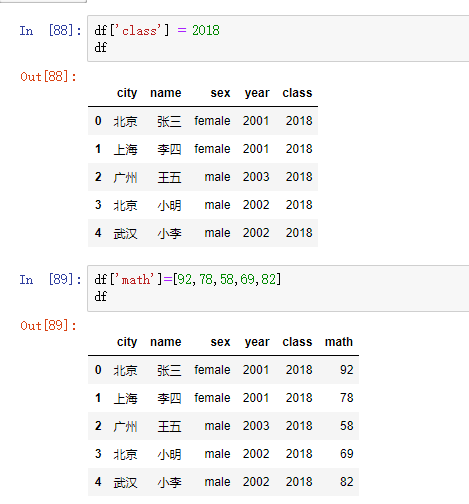 In [88]: df['class'] = 2018
df
Out[88]:
city name sex year class
0 北京 张三 female 2001 2018
1 上海 李四 female 2001 2018
2 广州 王五 male 2003 2018
3 北京 小明 male 2002 2018
4 武汉 小李 male 2002 2018
In [89]: df['math']=[92,78,58,69,82]
df
Out[89]:
city name sex year class math
0 北京 张三 female 2001 2018 92
1 上海 李四 female 2001 2018 78
2 广州 王五 male 2003 2018 58
3 北京 小明 male 2002 2018 69
4 武汉 小李 male 2002 2018 82